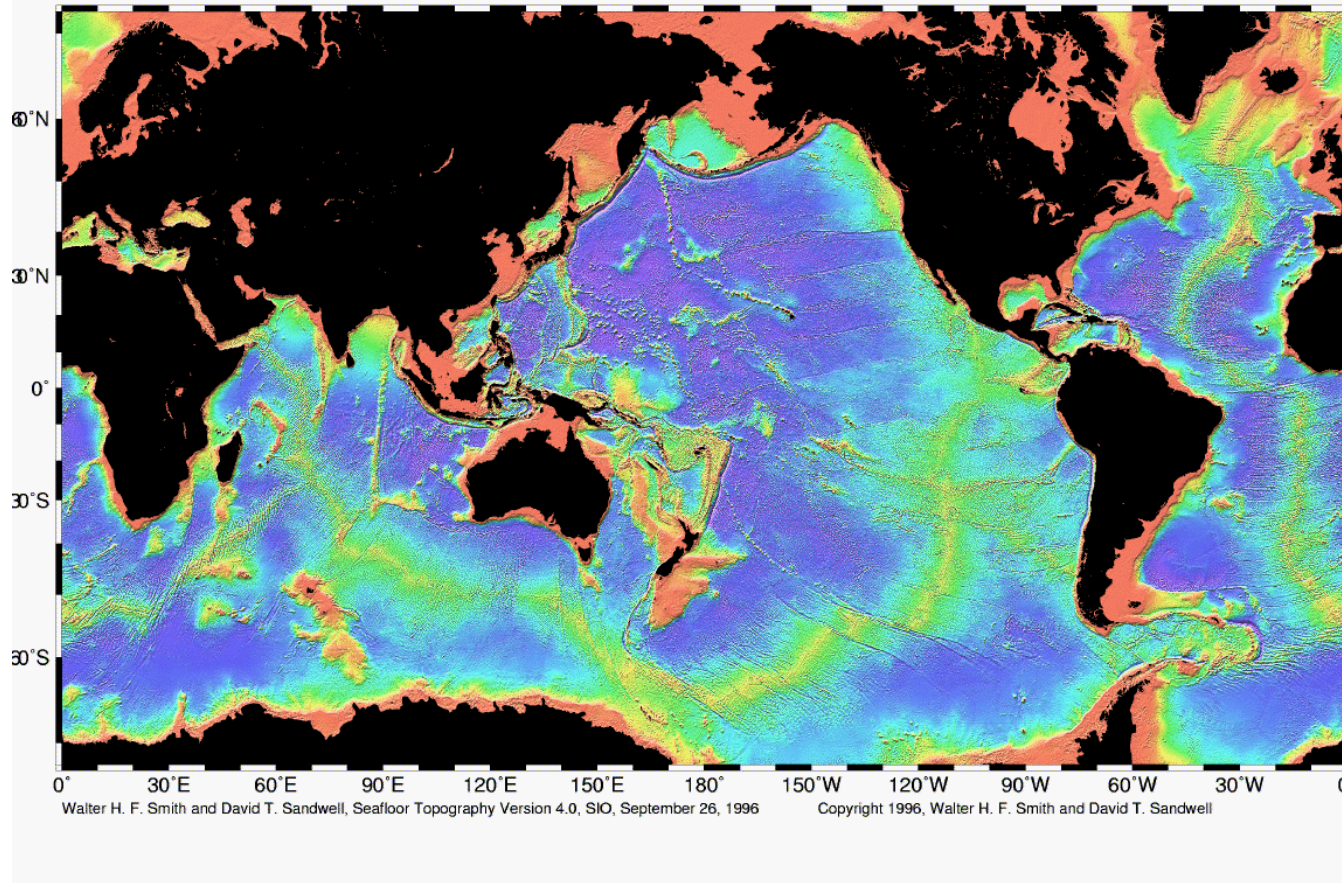 60˚N
30˚N
0˚
30˚S
60˚S
0˚ 30˚E 60˚E 90˚E 120˚E 150˚E 180˚ 150˚W 120˚W 90˚W 60˚W 30˚W 0
Walter H. F. Smith and David T. Sandwell, Seafloor Topography Version 4.0, SIO, September 26, 1996 Copyright 1996, Walter H. F. Smith and David T. Sandwell